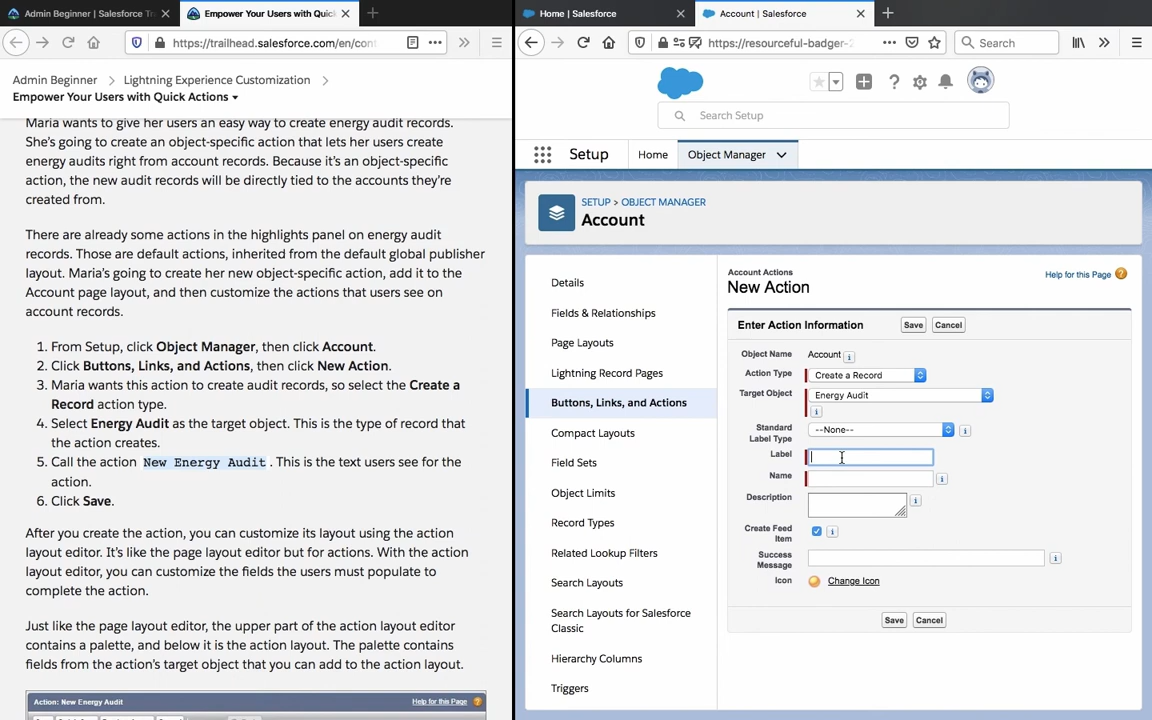 Admin Beginner | Salesforce Tr
Empower Your Users with Quick
https://trailhead.salesforce.com/en/con
Admin Beginner > Lightning Experience Customization >
Empower Your Users with Quick Actions
Maria wants to give her users an easy way to create energy audit records.
She's going to create an object-specific action that lets her users create
energy audits right from account records. Because it's an object-specific
action, the new audit records will be directly tied to the accounts they're
created from.
There are already some actions in the highlights panel on energy audit
records. Those are default actions, inherited from the default global publisher
layout. Maria's going to create her new object-specific action, add it to the
Account page layout, and then customize the actions that users see on
account records.
1. From Setup, click Object Manager, then click Account.
2. Click Buttons, Links, and Actions, then click New Action.
3. Maria wants this action to create audit records, so select the Create a
Record action type.
4. Select Energy Audit as the target object. This is the type of record that
the action creates.
5. Call the action New Energy Audit. This is the text users see for the
action.
6. Click Save.
After you create the action, you can customize its layout using the action
layout editor. It's like the page layout editor but for actions. With the action
layout editor, you can customize the fields the users must populate to
complete the action.
Just like the page layout editor, the upper part of the action layout editor
contains a palette, and below it is the action layout. The palette contains
fields from the action's target object that you can add to the action layout.
Action: New Energy Audit
Help for this Page
Home | Salesforce
Account | Salesforce
https://resourceful-badger-2
Search
Search Setup
Setup
Home
Object Manager
SETUP > OBJECT MANAGER
Account
Details
Fields & Relationships
Page Layouts
Lightning Record Pages
Buttons, Links, and Actions
Compact Layouts
Field Sets
Object Limits
Record Types
Related Lookup Filters
Search Layouts
Search Layouts for Salesforce
Classic
Hierarchy Columns
Triggers
Account Actions
New Action
Help for this Page
Enter Action Information
Save
Cancel
Object Name Account
Action Type Create a Record
Target Object Energy Audit
Standard
Label Type
--None--
Label
Name
Description
Create Feed
Item
Success
Message
Icon Change Icon
Save
Cancel